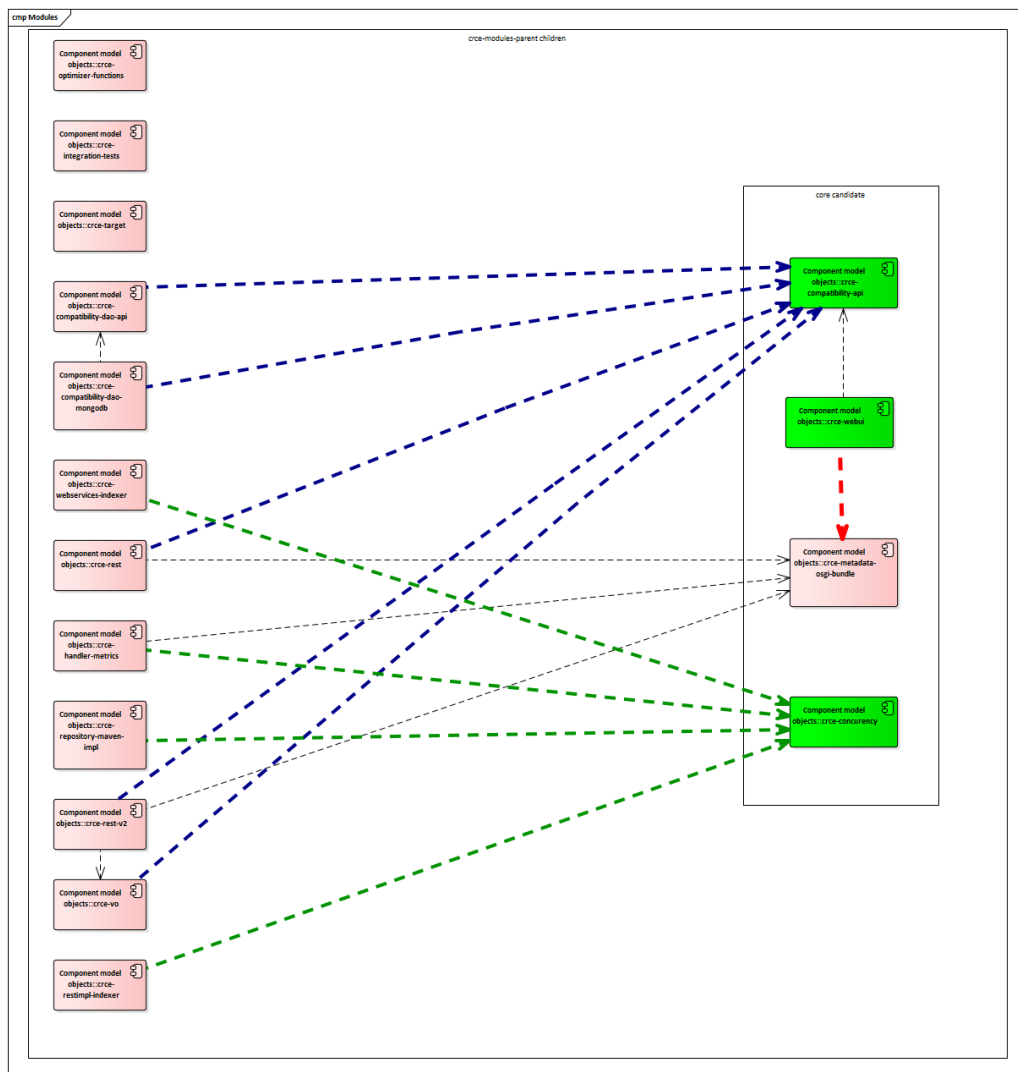 cmp Modules
crce-modules-parent children
Component model
objects::crce-
optimizer-functions
Component model
objects::crce-
integration-tests
Component model
objects::crce-target
Component model
objects::crce-
compatibility-dao-api
Component model
objects::crce-
compatibility-dao-
mongodb
Component model
objects::crce-
webservices-indexer
Component model
objects::crce-rest
Component model
objects::crce-
handler-metrics
Component model
objects::crce-
repository-maven-
impl
Component model
objects::crce-rest-v2
Component model
objects::crce-vo
Component model
objects::crce-
restimpl-indexer
core candidate
Component model
objects::crce-
compatibility-api
Component model
objects::crce-webui
Component model
objects::crce-metadata-
osgi-bundle
Component model
objects::crce-concurency